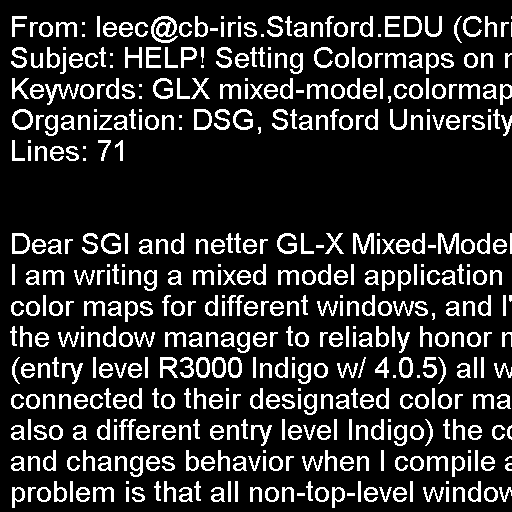 From: leec@cb-iris.Stanford.EDU (Chri
Subject: HELP! Setting Colormaps on
Keywords: GLX mixed-model,colormap
Organization: DSG, Stanford University
Lines: 71

Dear SGI and netter GL-X Mixed-Model
I am writing a mixed model application
color maps for different windows, and I'
the window manager to reliably honor
(entry level R3000 Indigo w/ 4.0.5) all w
connected to their designated color ma
also a different entry level Indigo) the co
and changes behavior when I compile a
problem is that all non-top-level window